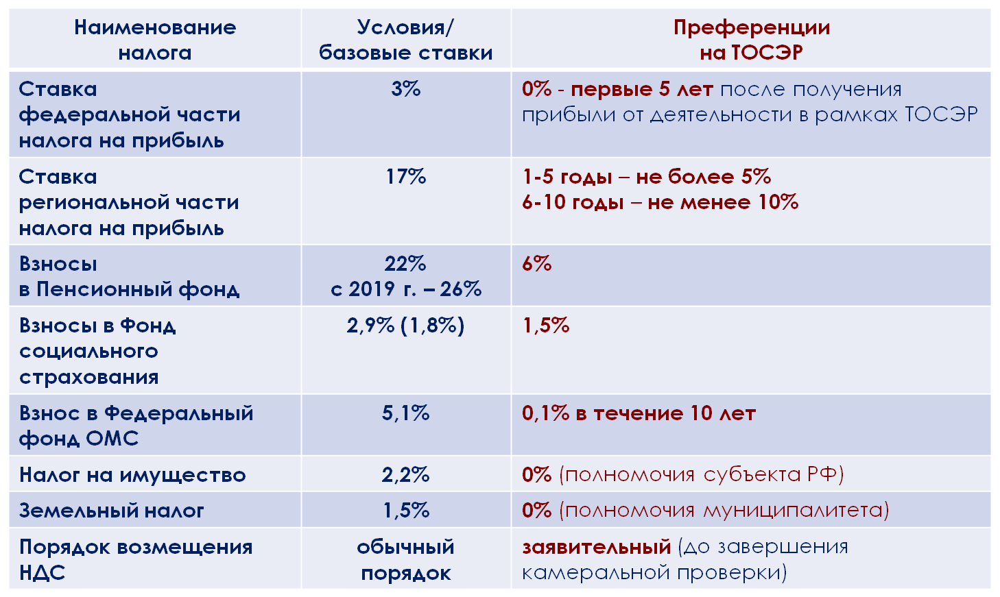 Наименование
налога
Условия/
базовые ставки
Преференции
на ТОСЭР
Ставка
федеральной части
налога на прибыль
3%
0% - первые 5 лет после получения
прибыли от деятельности в рамках ТОСЭР
Ставка
региональной части
налога на прибыль
17%
1-5 годы – не более 5%
6-10 годы – не менее 10%
Взносы
в Пенсионный фонд
22%
с 2019 г. – 26%
6%
Взносы в Фонд
социального
страхования
2,9% (1,8%)
1,5%
Взнос в Федеральный
фонд ОМС
5,1%
0,1% в течение 10 лет
Налог на имущество
2,2%
0% (полномочия субъекта РФ)
Земельный налог
1,5%
0% (полномочия муниципалитета)
Порядок возмещения
НДС
обычный
порядок
заявительный (до завершения
камеральной проверки)